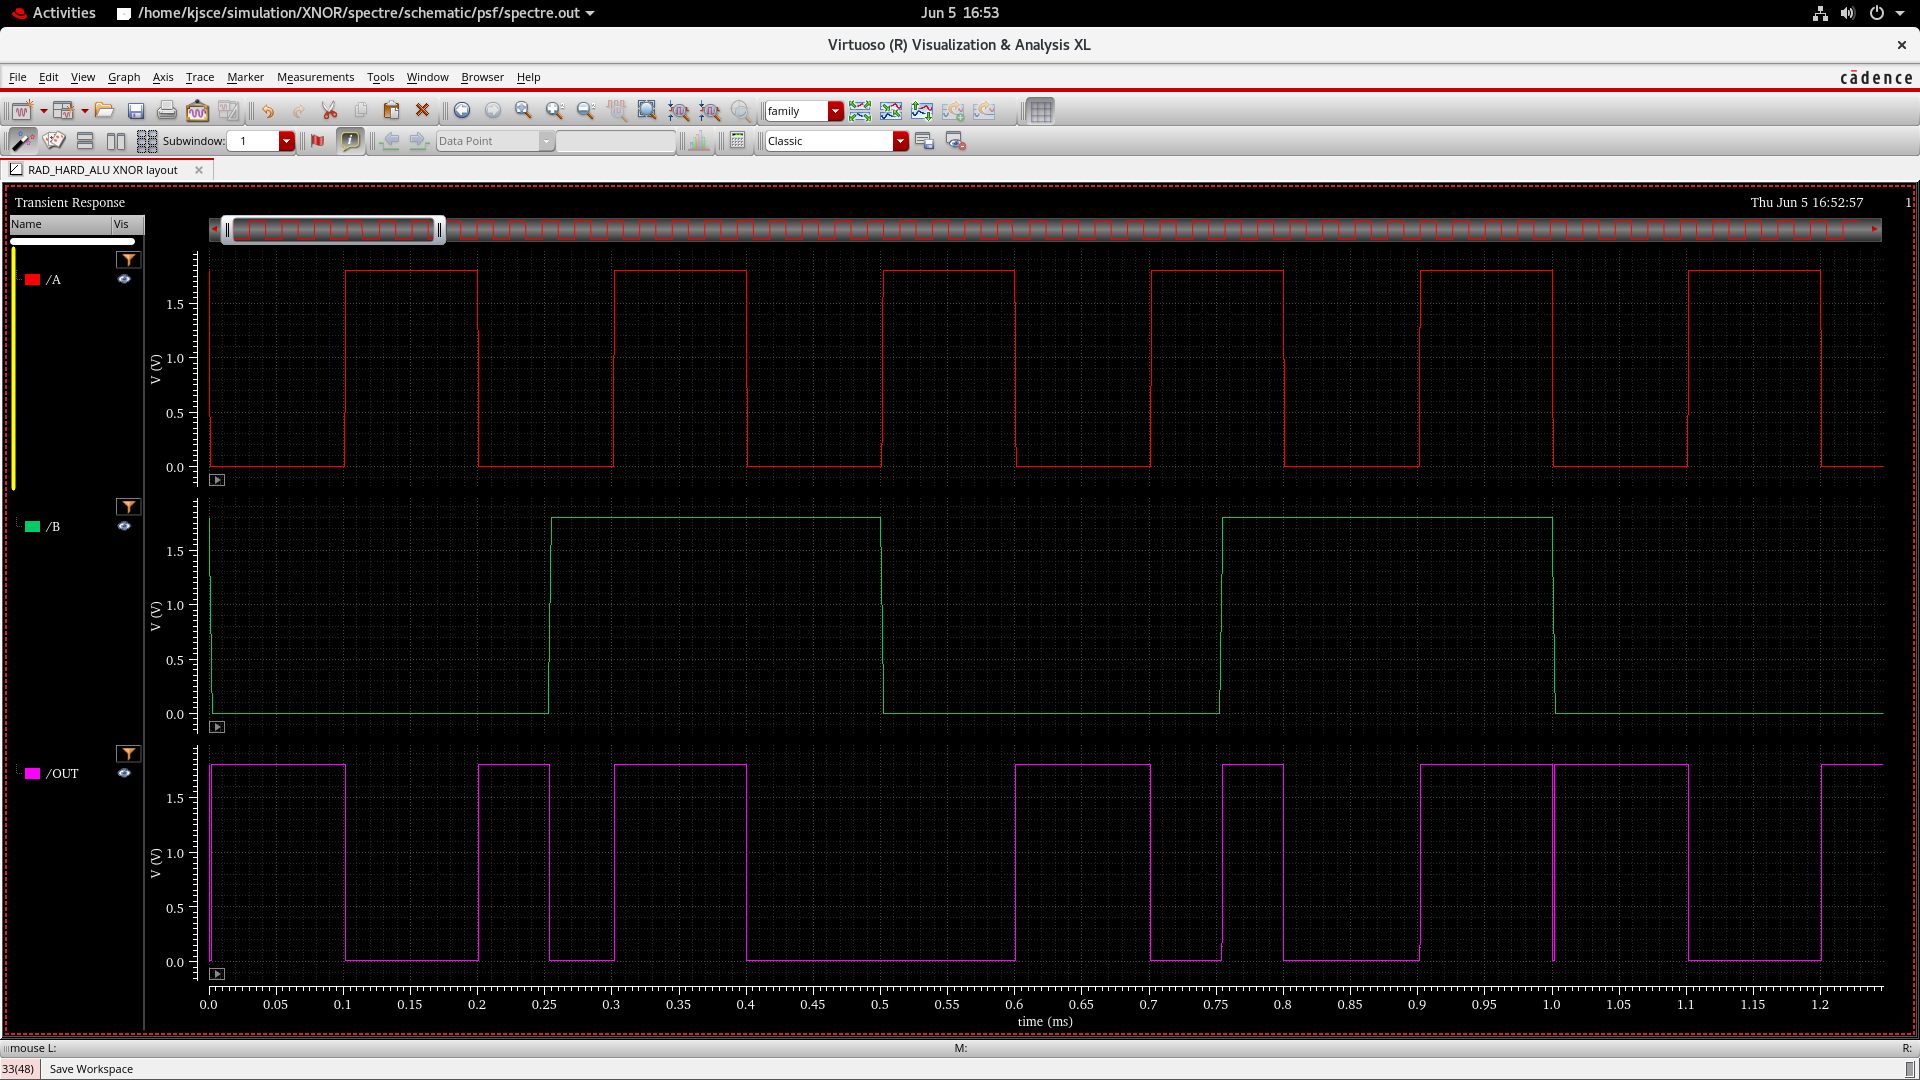 Activities /home/kjsce/simulation/XNOR/spectre/schematic/psf/spectre.out Jun 5 16:53
Virtuoso (R) Visualization & Analysis XL
File Edit View Graph Axis Trace Marker Measurements Tools Window Browser Help cādence
family
Subwindow: 1 Data Point Classic
RAD_HARD_ALU XNOR layout
Transient Response Thu Jun 5 16:52:57 1
Name Vis
/A
1.5
1.0
V (V)
0.5
0.0
/B
1.5
1.0
V (V)
0.5
0.0
/OUT
1.5
1.0
V (V)
0.5
0.0
0.0 0.05 0.1 0.15 0.2 0.25 0.3 0.35 0.4 0.45 0.5 0.55 0.6 0.65 0.7 0.75 0.8 0.85 0.9 0.95 1.0 1.05 1.1 1.15 1.2
time (ms)
mouse L: M: R:
33(48) Save Workspace